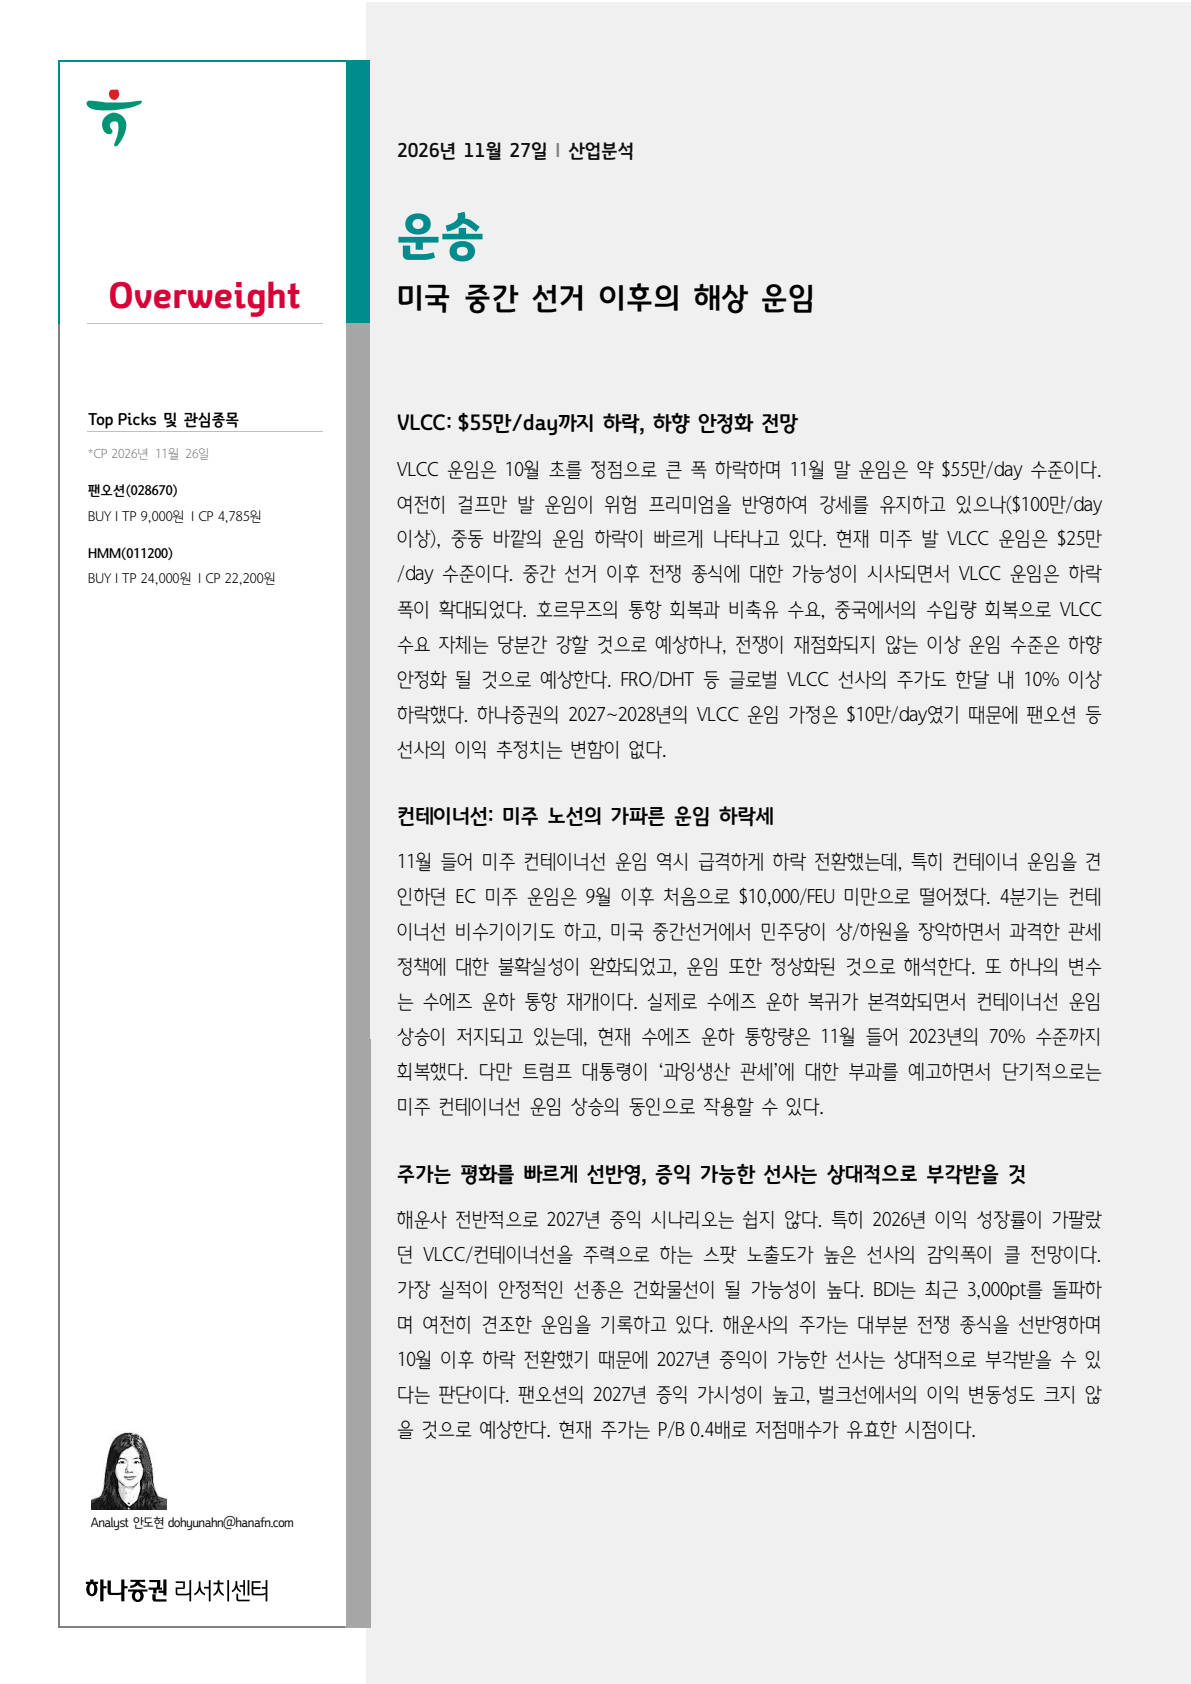 2026년 11월 27일 | 산업분석
운송
미국 중간 선거 이후의 해상 운임
Overweight
Top Picks 및 관심종목
*CP 2026년 11월 26일
팬오션(028670)
BUY I TP 9,000원 I CP 4,785원
HMM(011200)
BUY I TP 24,000원 I CP 22,200원
VLCC: $55만/day까지 하락, 하향 안정화 전망
VLCC 운임은 10월 초를 정점으로 큰 폭 하락하며 11월 말 운임은 약 $55만/day 수준이다.
여전히 걸프만 발 운임이 위험 프리미엄을 반영하여 강세를 유지하고 있으나($100만/day
이상), 중동 바깥의 운임 하락이 빠르게 나타나고 있다. 현재 미주 발 VLCC 운임은 $25만
/day 수준이다. 중간 선거 이후 전쟁 종식에 대한 가능성이 시사되면서 VLCC 운임은 하락
폭이 확대되었다. 호르무즈의 통항 회복과 비축유 수요, 중국에서의 수입량 회복으로 VLCC
수요 자체는 당분간 강할 것으로 예상하나, 전쟁이 재점화되지 않는 이상 운임 수준은 하향
안정화 될 것으로 예상한다. FRO/DHT 등 글로벌 VLCC 선사의 주가도 한달 내 10% 이상
하락했다. 하나증권의 2027~2028년의 VLCC 운임 가정은 $10만/day였기 때문에 팬오션 등
선사의 이익 추정치는 변함이 없다.
컨테이너선: 미주 노선의 가파른 운임 하락세
11월 들어 미주 컨테이너선 운임 역시 급격하게 하락 전환했는데, 특히 컨테이너 운임을 견
인하던 EC 미주 운임은 9월 이후 처음으로 $10,000/FEU 미만으로 떨어졌다. 4분기는 컨테
이너선 비수기이기도 하고, 미국 중간선거에서 민주당이 상/하원을 장악하면서 과격한 관세
정책에 대한 불확실성이 완화되었고, 운임 또한 정상화된 것으로 해석한다. 또 하나의 변수
는 수에즈 운하 통항 재개이다. 실제로 수에즈 운하 복귀가 본격화되면서 컨테이너선 운임
상승이 저지되고 있는데, 현재 수에즈 운하 통항량은 11월 들어 2023년의 70% 수준까지
회복했다. 다만 트럼프 대통령이 ‘과잉생산 관세’에 대한 부과를 예고하면서 단기적으로는
미주 컨테이너선 운임 상승의 동인으로 작용할 수 있다.
주가는 평화를 빠르게 선반영, 증익 가능한 선사는 상대적으로 부각받을 것
해운사 전반적으로 2027년 증익 시나리오는 쉽지 않다. 특히 2026년 이익 성장률이 가팔랐
던 VLCC/컨테이너선을 주력으로 하는 스팟 노출도가 높은 선사의 감익폭이 클 전망이다.
가장 실적이 안정적인 선종은 건화물선이 될 가능성이 높다. BDI는 최근 3,000pt를 돌파하
며 여전히 견조한 운임을 기록하고 있다. 해운사의 주가는 대부분 전쟁 종식을 선반영하며
10월 이후 하락 전환했기 때문에 2027년 증익이 가능한 선사는 상대적으로 부각받을 수 있
다는 판단이다. 팬오션의 2027년 증익 가시성이 높고, 벌크선에서의 이익 변동성도 크지 않
을 것으로 예상한다. 현재 주가는 P/B 0.4배로 저점매수가 유효한 시점이다.
Analyst 안도현 dohyunahn@hanafn.com
하나증권 리서치센터